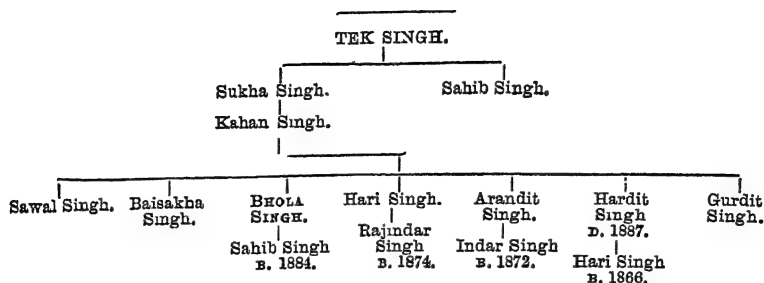 TEK SINGH.
Sukha Singh. Sahib Singh.
Kahan Singh.
Sawal Singh. Baisakha Singh. BHOLA SINGH. Hari Singh. Arandit Singh. Hardit Singh D. 1887. Gurdit Singh.
Sahib Singh B. 1884. Rajindar Singh B. 1874. Indar Singh B. 1872. Hari Singh B. 1866.